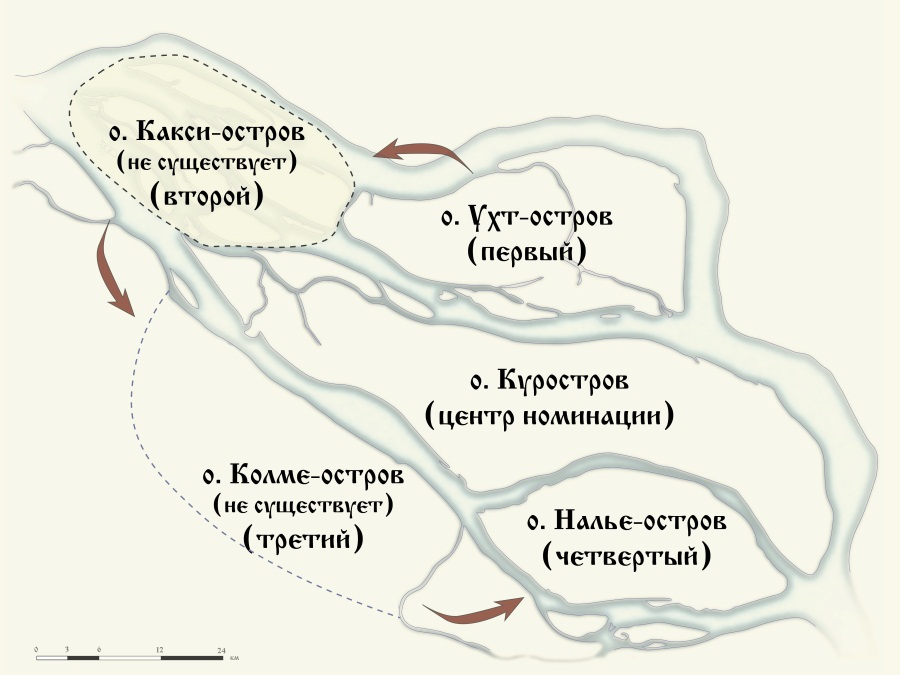 о. Какси-остров
(не существует)
(второй)
о. Ухт-остров
(первый)
о. Куростров
(центр номинации)
о. Колме-остров
(не существует)
(третий)
о. Налье-остров
(четвертый)
0 3 6 12 24
км